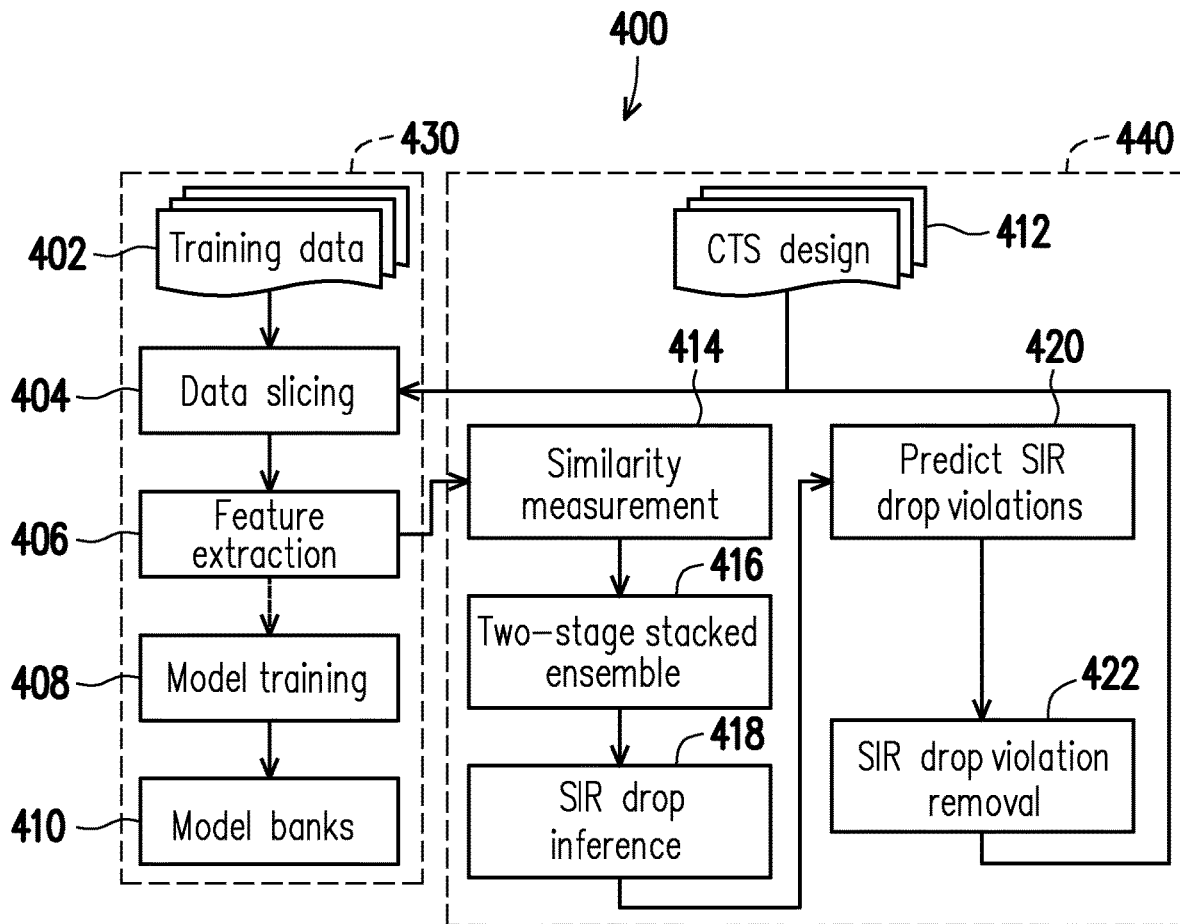 400
430
440
402
Training data
CTS design
412
404
Data slicing
414
420
Similarity
measurement
Predict SIR
drop violations
406
Feature
extraction
416
Two-stage stacked
ensemble
408
Model training
422
418
SIR drop violation
removal
SIR drop
inference
410
Model banks